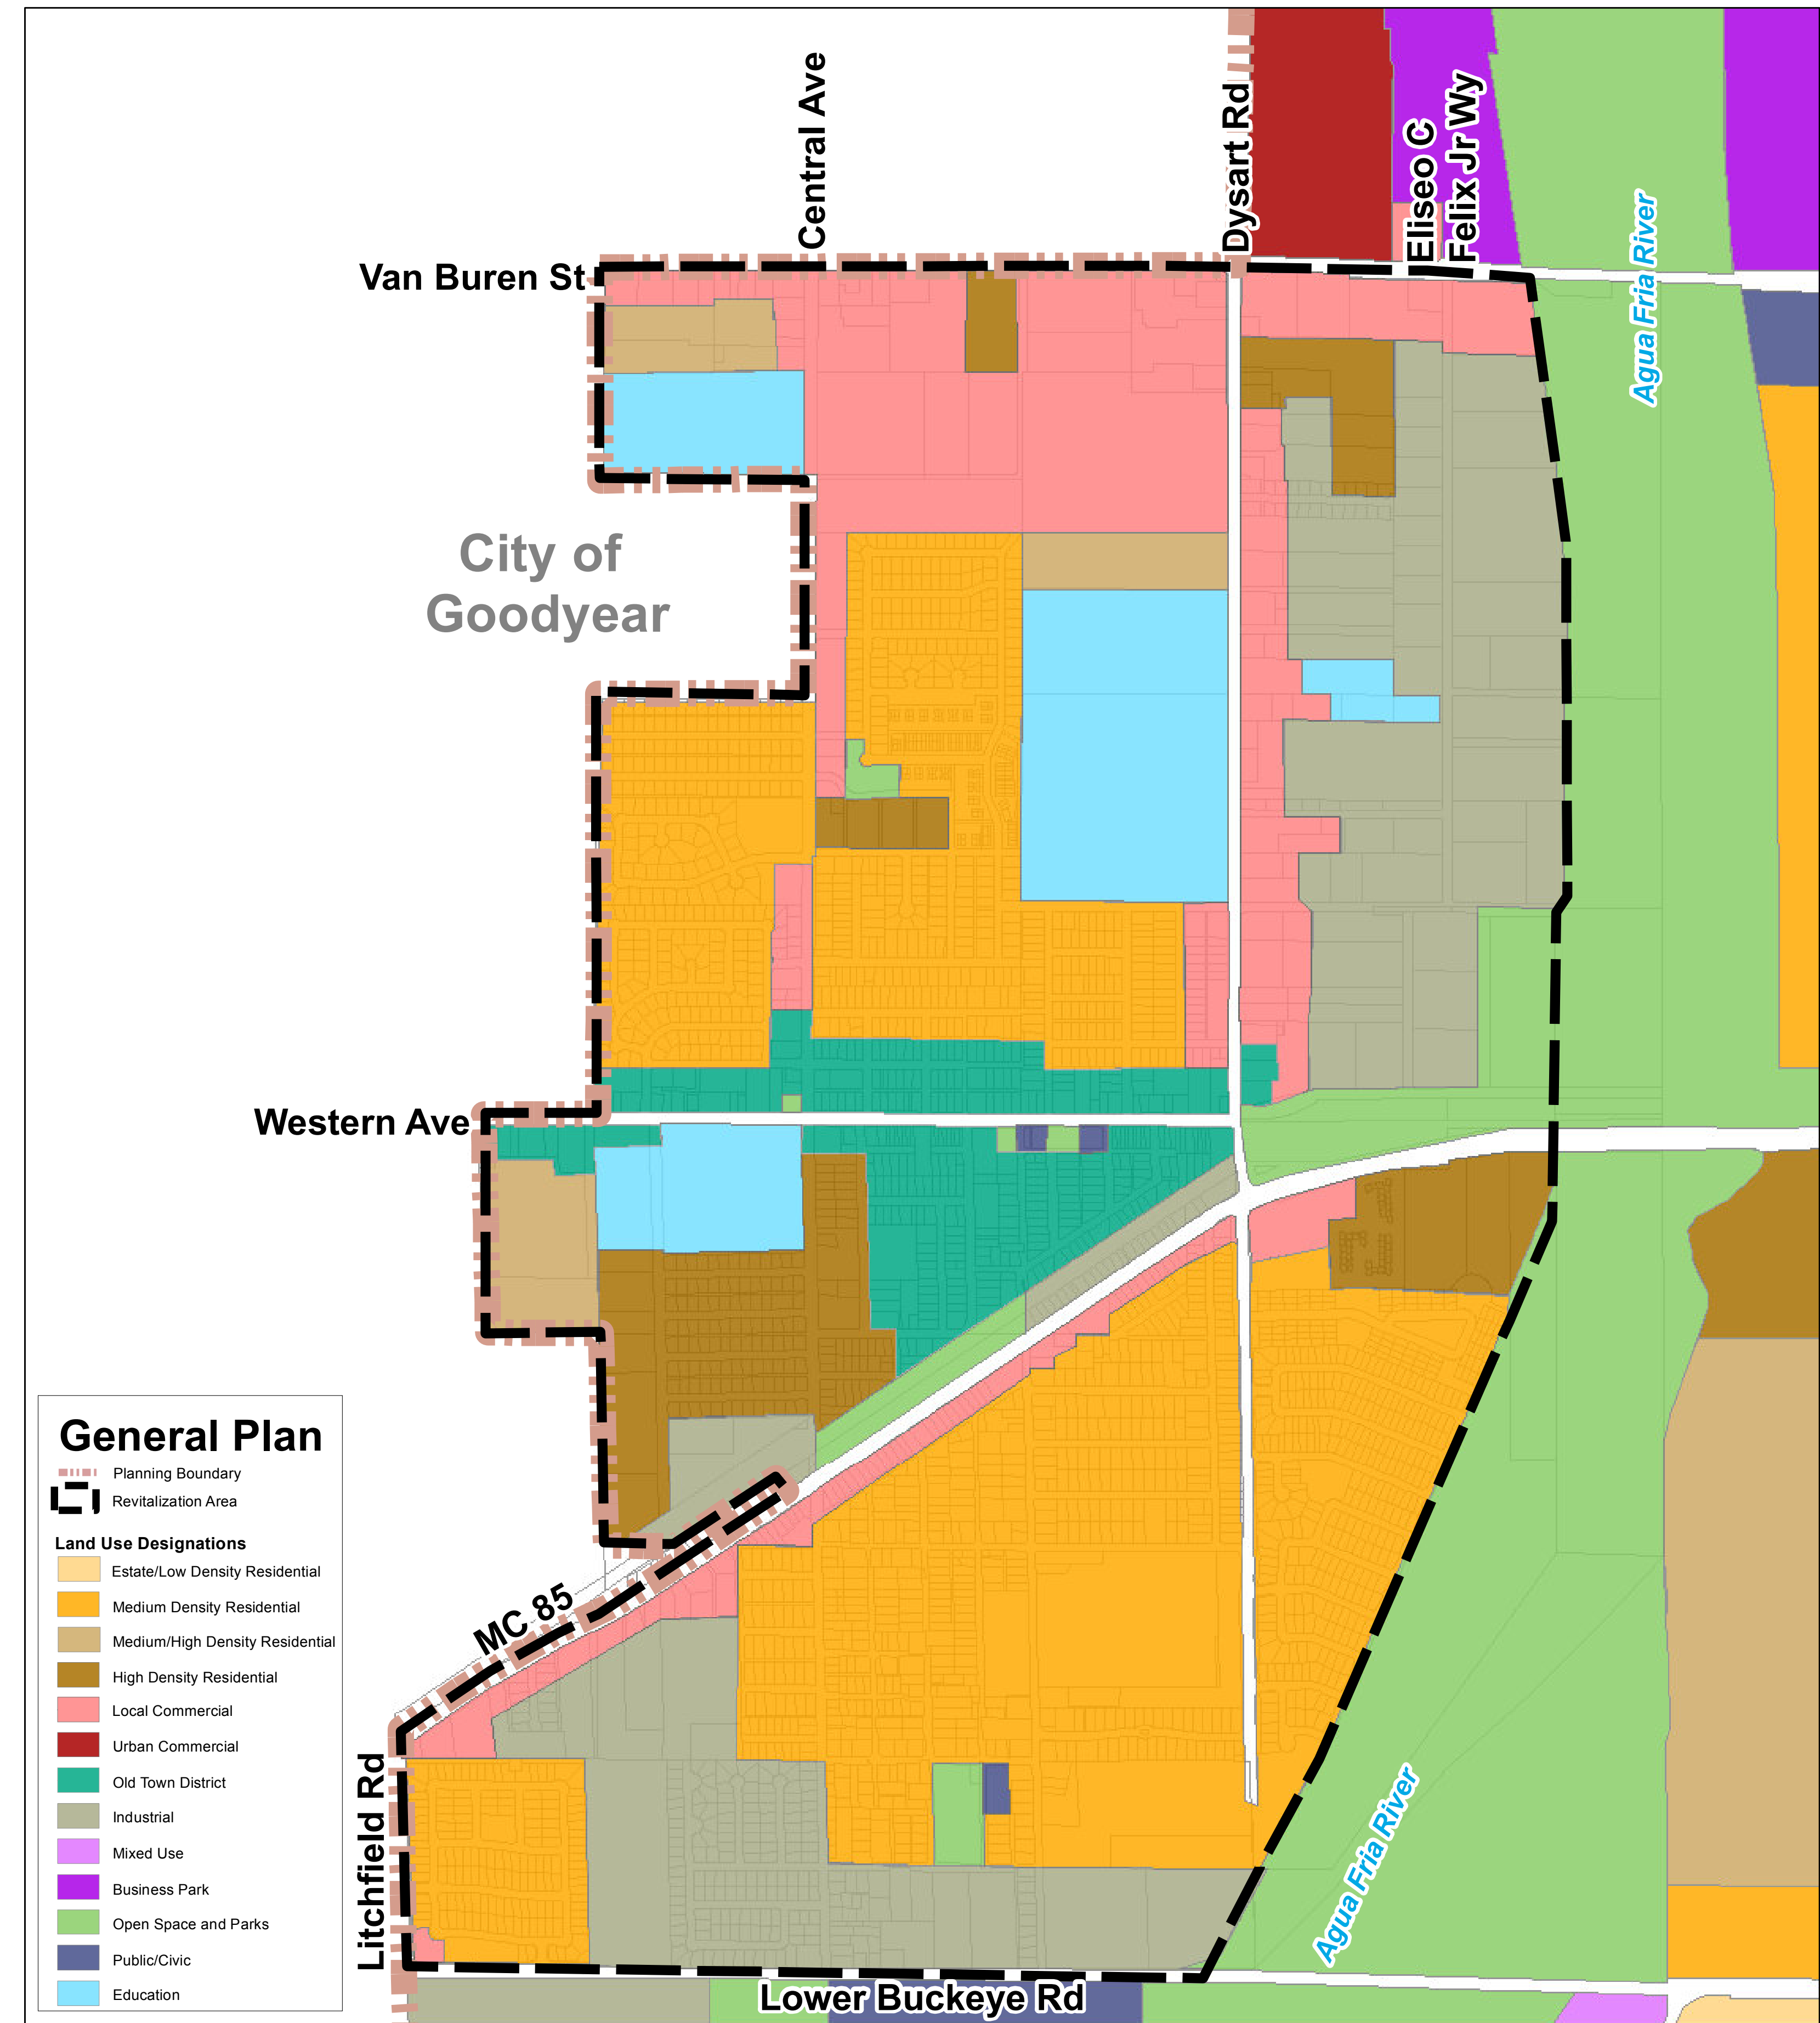 Central Ave
Dysart Rd
Eliseo C
Felix Jr Wy
Agua Fria River
Van Buren St
City of
Goodyear
Western Ave
General Plan
Planning Boundary
Revitalization Area
Land Use Designations
Estate/Low Density Residential
Medium Density Residential
Medium/High Density Residential
High Density Residential
Local Commercial
Urban Commercial
Old Town District
Industrial
Mixed Use
Business Park
Open Space and Parks
Public/Civic
Education
MC 85
Litchfield Rd
Agua Fria River
Lower Buckeye Rd